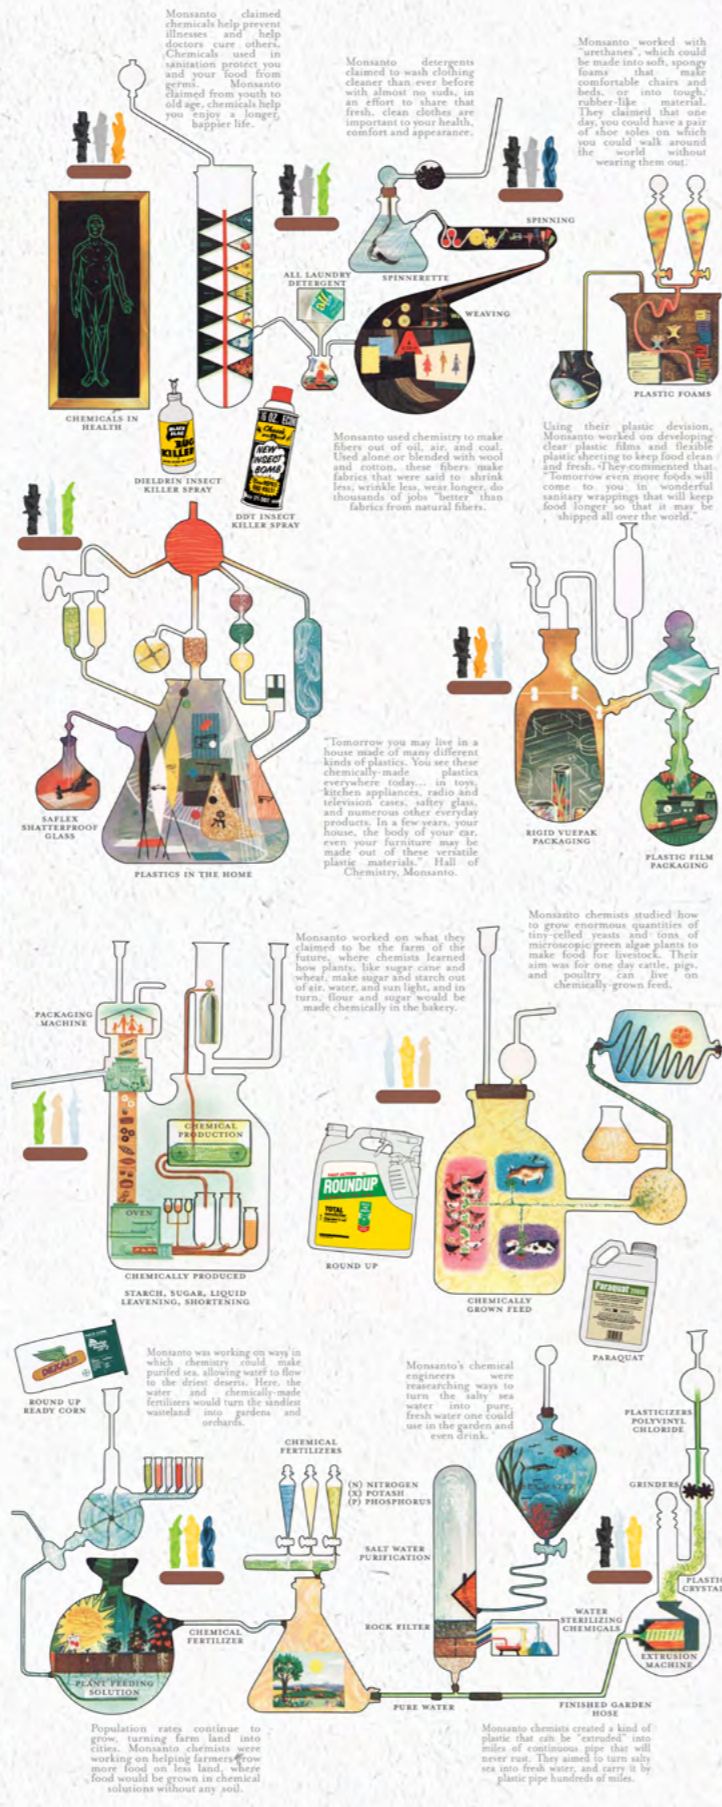 Monsanto claimed
chemicals help prevent
illnesses and help
doctors cure others.
Chemicals used in
sanitation protect you
and your food from
germs. Monsanto
claimed from youth to
old age, chemicals help
you enjoy a longer,
happier life.
Monsanto detergents
claimed to wash clothing
cleaner than ever before
with almost no suds, in
an effort to share that
fresh, clean clothes are
important to your health,
comfort and appearance.
Monsanto worked with
"urethanes", which could
be made into soft, spongy
foams that make
comfortable chairs and
beds, or into tough,
rubber-like material.
They claimed that one
day, you could have a pair
of shoe soles on which
you could walk around
the world without
wearing them out.
SPINNING
SPINNERETTE
ALL LAUNDRY
DETERGENT
all
WEAVING
A
PLASTIC FOAMS
CHEMICALS IN
HEALTH
BLACK
FLAG
BUG
KILLER
DIELDRIN INSECT
KILLER SPRAY
16 OZ. ECON
NEW
INSECT
BOMB
DDT INSECT
KILLER SPRAY
Monsanto used chemistry to make
fibers out of oil, air, and coal.
Used alone or blended with wool
and cotton, these fibers make
fabrics that were said to shrink
less, wrinkle less, wear longer, do
thousands of jobs "better than
fabrics from natural fibers.
Using their plastic devision,
Monsanto worked on developing
clear plastic films and flexible
plastic sheeting to keep food clean
and fresh. They commented that
"Tomorrow even more foods will
come to you in wonderful
sanitary wrappings that will keep
food longer so that it may be
shipped all over the world."
SAFLEX
SHATTERPROOF
GLASS
PLASTICS IN THE HOME
"Tomorrow you may live in a
house made of many different
kinds of plastics. You see these
chemically-made plastics
everywhere today... in toys,
kitchen appliances, radio and
television cases, saftey glass,
and numerous other everyday
products. In a few years, your
house, the body of your car,
even your furniture may be
made out of these versatile
plastic materials." Hall of
Chemistry, Monsanto.
RIGID VUEPAK
PACKAGING
PLASTIC FILM
PACKAGING
Monsanto worked on what they
claimed to be the farm of the
future, where chemists learned
how plants, like sugar cane and
wheat, make sugar and starch out
of air, water, and sun light, and in
turn, flour and sugar would be
made chemically in the bakery.
Monsanto chemists studied how
to grow enormous quantities of
tiny-celled yeasts and tons of
microscopic green algae plants to
make food for livestock. Their
aim was for one day cattle, pigs,
and poultry can live on
chemically-grown feed.
PACKAGING
MACHINE
CHEMICAL
PRODUCTION
OVEN
CHEMICALLY PRODUCED
STARCH, SUGAR, LIQUID
LEAVENING, SHORTENING
ROUNDUP
TOTAL
ROUND UP
CHEMICALLY
GROWN FEED
Paraquat
PARAQUAT
DEKALB
ROUND UP
READY CORN
Monsanto was working on ways in
which chemistry could make
purifed sea, allowing water to flow
to the driest deserts. Here, the
water and chemically-made
fertilizers would turn the sandiest
wasteland into gardens and
orchards.
Monsanto's chemical
engineers were
reasearching ways to
turn the salty sea
water into pure,
fresh water one could
use in the garden and
even drink.
PLASTICIZERS
POLYVINYL
CHLORIDE
CHEMICAL
FERTILIZERS
(N) NITROGEN
(K) POTASH
(P) PHOSPHORUS
SEA WATER
GRINDERS
SALT WATER
PURIFICATION
PLASTIC
CRYSTAL
CHEMICAL
FERTILIZER
ROCK FILTER
WATER
STERILIZING
CHEMICALS
EXTRUSION
MACHINE
PLANT FEEDING
SOLUTION
PURE WATER
FINISHED GARDEN
HOSE
Population rates continue to
grow, turning farm land into
cities. Monsanto chemists were
working on helping farmers grow
more food on less land, where
food would be grown in chemical
solutions without any soil.
Monsanto chemists created a kind of
plastic that can be "extruded" into
miles of continuous pipe that will
never rust. They aimed to turn salty
sea into fresh water, and carry it by
plastic pipe hundreds of miles.